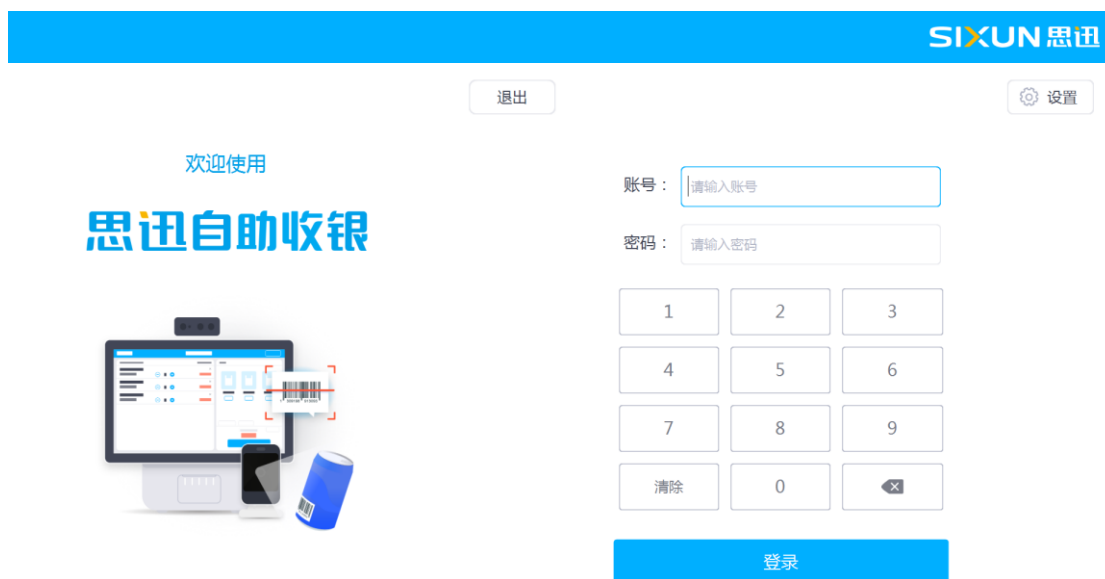 SIXUN思迅
退出
设置
欢迎使用
思迅自助收银
账号：
请输入账号
密码：
请输入密码
1 2 3
4 5 6
7 8 9
清除 0
登录